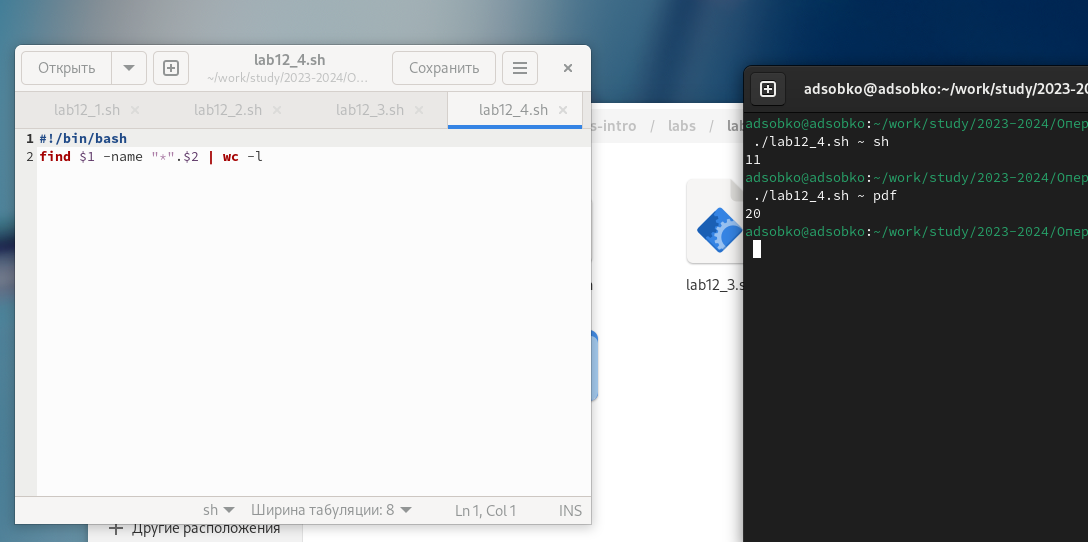 Открыть
lab12_4.sh
~/work/study/2023-2024/О...
Сохранить
lab12_1.sh
lab12_2.sh
lab12_3.sh
lab12_4.sh
1 #!/bin/bash
2 find $1 -name "*".$2 | wc -l
sh
Ширина табуляции: 8
Ln 1, Col 1
INS
Другие расположения
s-intro / labs / lab
lab12_3.s
adsobko@adsobko:~/work/study/2023-20
adsobko@adsobko:~/work/study/2023-2024/Опер
./lab12_4.sh ~ sh
11
adsobko@adsobko:~/work/study/2023-2024/Опер
./lab12_4.sh ~ pdf
20
adsobko@adsobko:~/work/study/2023-2024/Опер